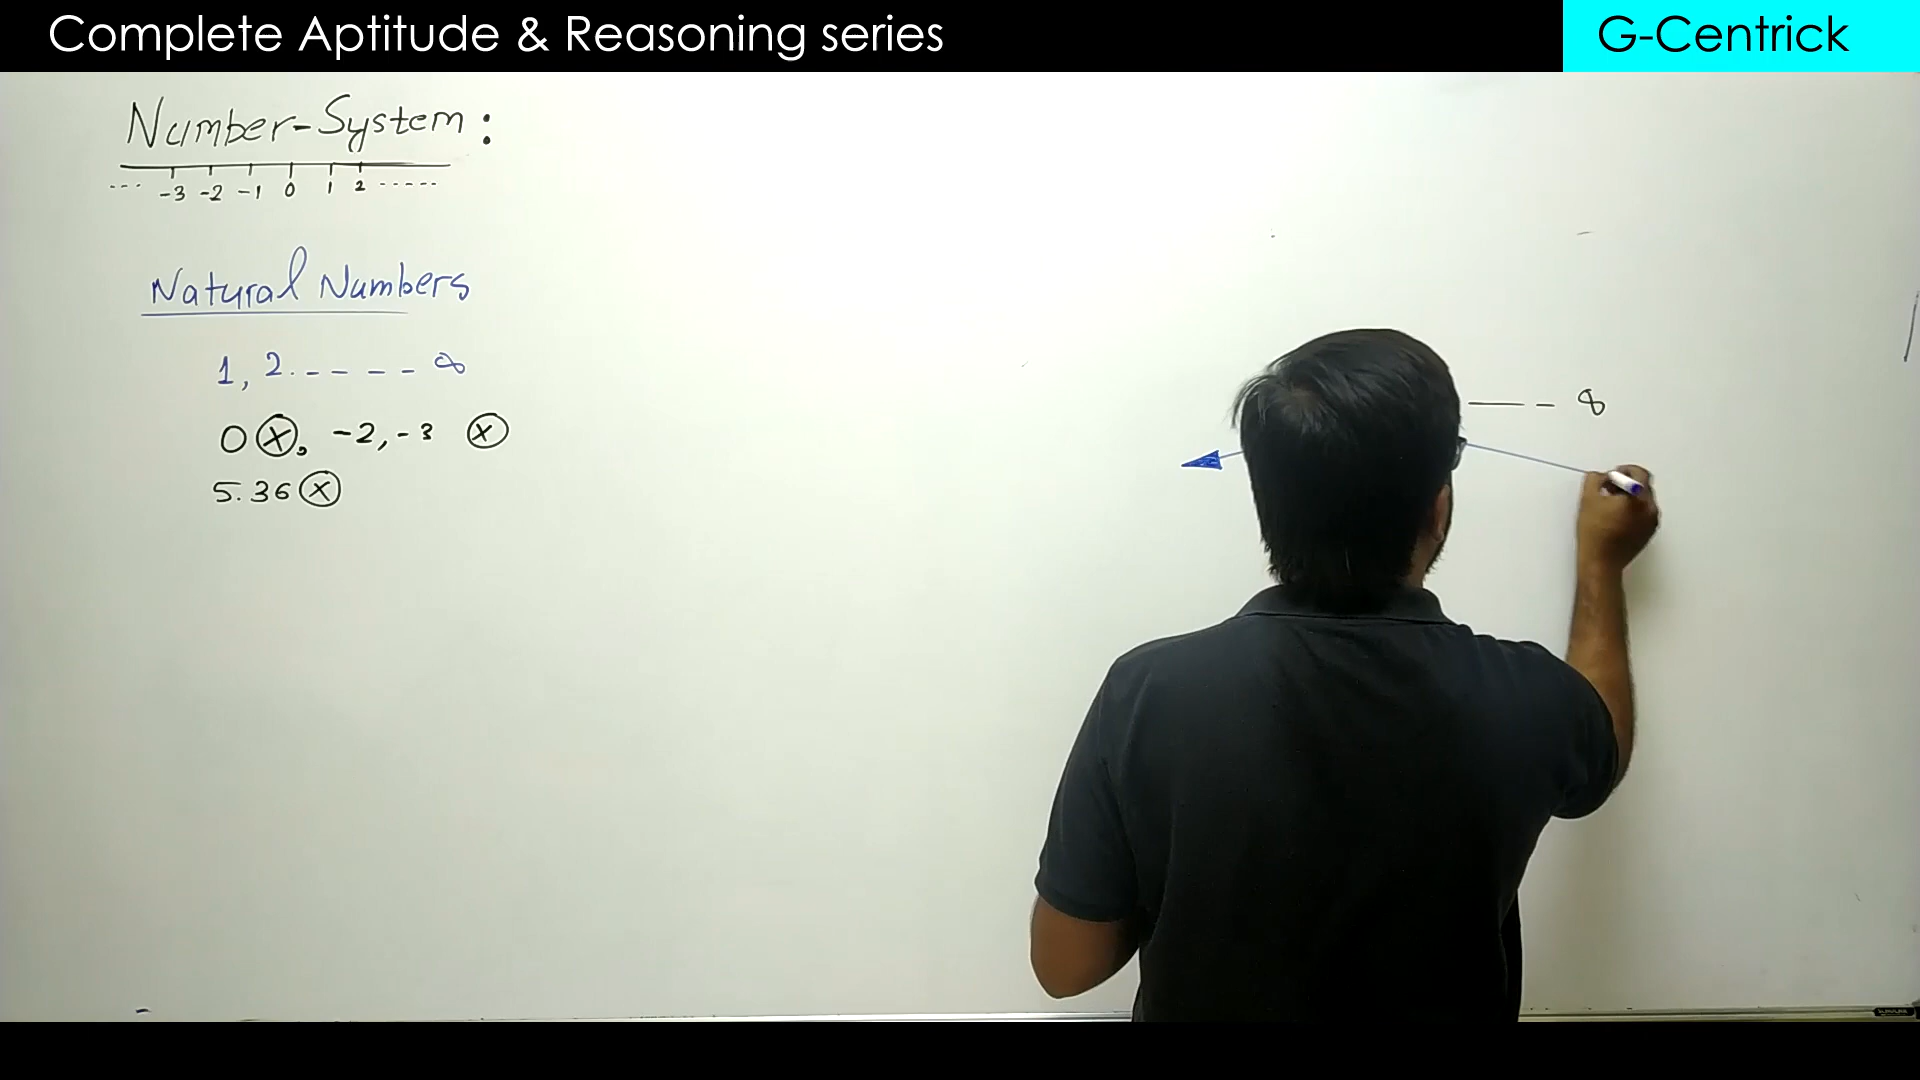 Complete Aptitude & Reasoning series
G-Centrick
Number-System :
--- -3 -2 -1 0 1 2 -----
Natural Numbers
1, 2.---- ∞
0 ⓧ, -2, -3 ⓧ
5.36 ⓧ
—– ∞